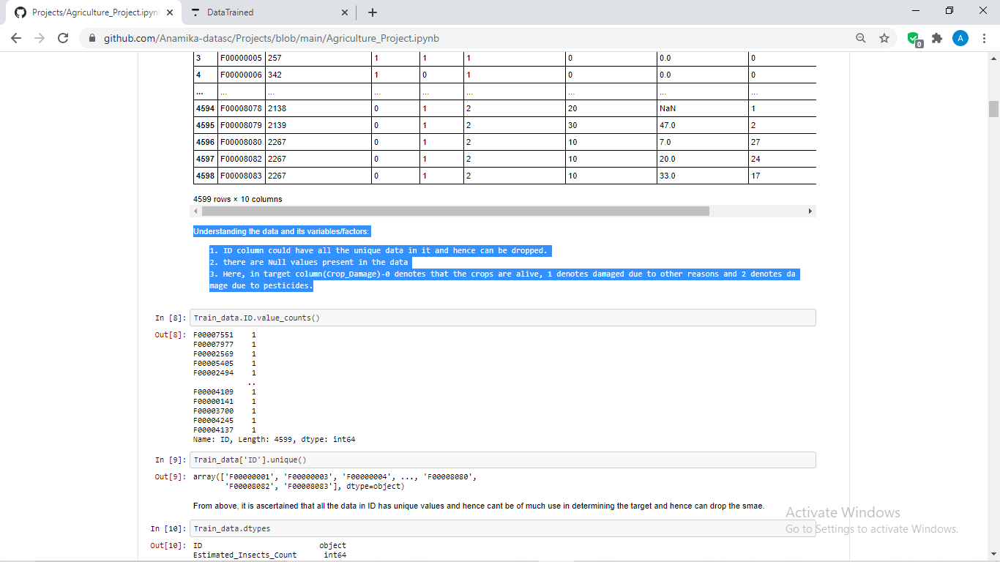 Projects/Agriculture_Project.ipyn
DataTrained
github.com/Anamika-datasc/Projects/blob/main/Agriculture_Project.ipynb
0
A
3 F00000005 257 1 1 1 0 0.0 0
4 F00000006 342 1 0 1 0 0.0 0
... ... ... ... ... ... ... ... ...
4594 F00008078 2138 0 1 2 20 NaN 1
4595 F00008079 2139 0 1 2 30 47.0 2
4596 F00008080 2267 0 1 2 10 7.0 27
4597 F00008082 2267 0 1 2 10 20.0 24
4598 F00008083 2267 0 1 2 10 33.0 17
4599 rows × 10 columns
Understanding the data and its variables/factors:
1. ID column could have all the unique data in it and hence can be dropped.
2. there are Null values present in the data
3. Here, in target column(Crop_Damage)-0 denotes that the crops are alive, 1 denotes damaged due to other reasons and 2 denotes da
mage due to pesticides.
In [8]: Train_data.ID.value_counts()
Out[8]: F00007551 1
F00007977 1
F00002569 1
F00005405 1
F00002494 1
..
F00004109 1
F00000141 1
F00003700 1
F00004245 1
F00004137 1
Name: ID, Length: 4599, dtype: int64
In [9]: Train_data['ID'].unique()
Out[9]: array(['F00000001', 'F00000003', 'F00000004', ..., 'F00008080',
'F00008082', 'F00008083'], dtype=object)
From above, it is ascertained that all the data in ID has unique values and hence cant be of much use in determining the target and hence can drop the smae.
In [10]: Train_data.dtypes
Out[10]: ID object
Estimated_Insects_Count int64
Activate Windows
Go to Settings to activate Windows.